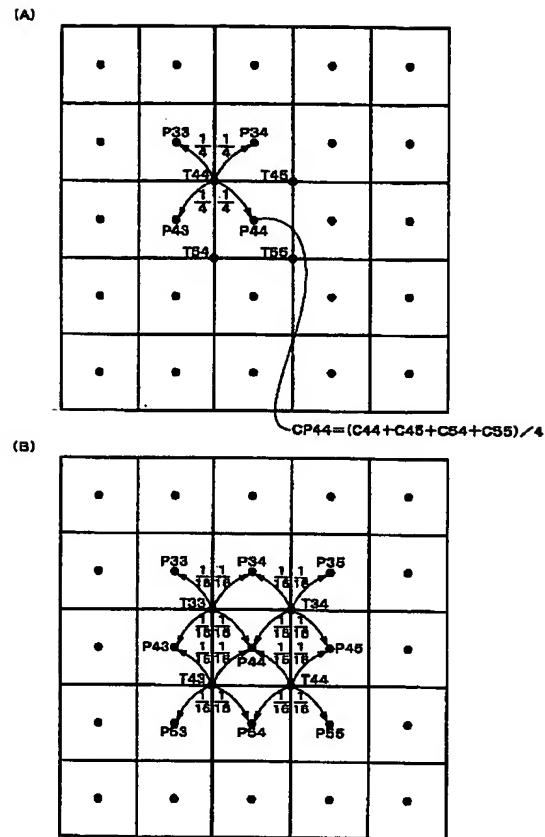 (A)
P33 1/4 1/4 P34
T44 T45
P43 1/4 1/4 P44
T54 T55
CP44=(C44+C45+C54+C55)/4
(B)
P33 1/16 1/16 P34 1/16 1/16 P35
T33 T34
1/16 1/16 1/16 1/16
P43 1/16 1/16 P44 1/16 1/16 P45
T43 T44
P53 1/16 1/16 P54 1/16 1/16 P55